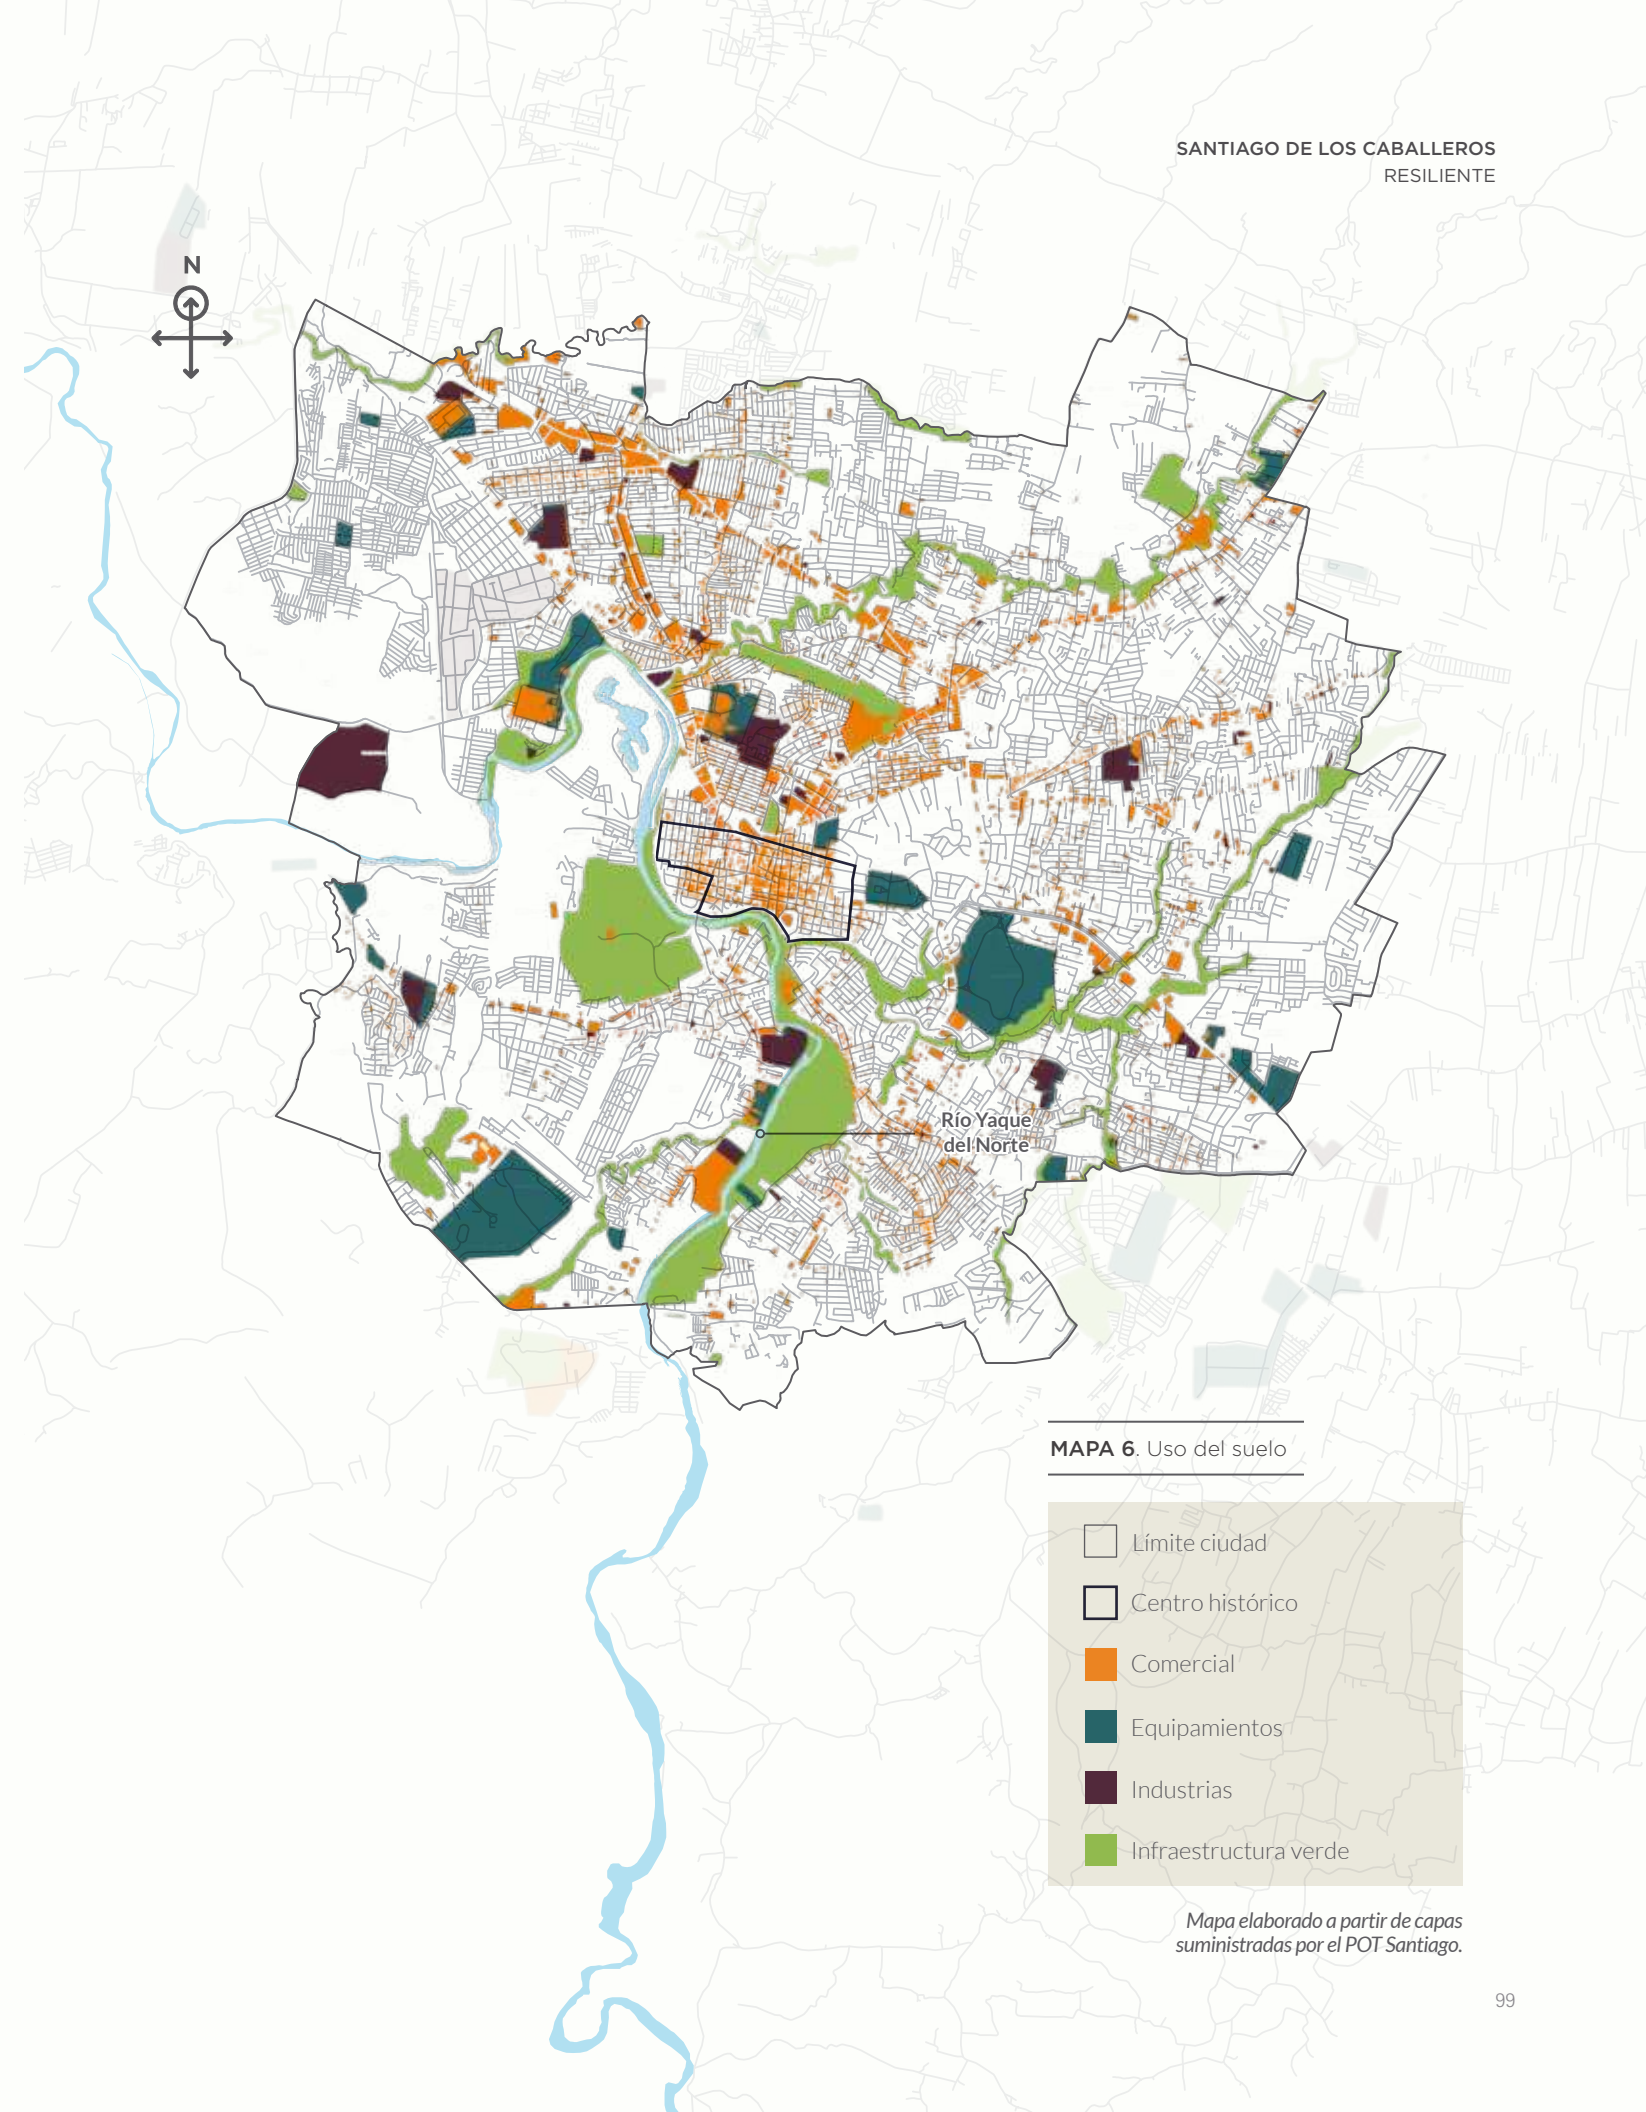 SANTIAGO DE LOS CABALLEROS
RESILIENTE
N
Río Yaque
del Norte
MAPA 6. Uso del suelo
Límite ciudad
Centro histórico
Comercial
Equipamientos
Industrias
Infraestructura verde
Mapa elaborado a partir de capas
suministradas por el POT Santiago.
99